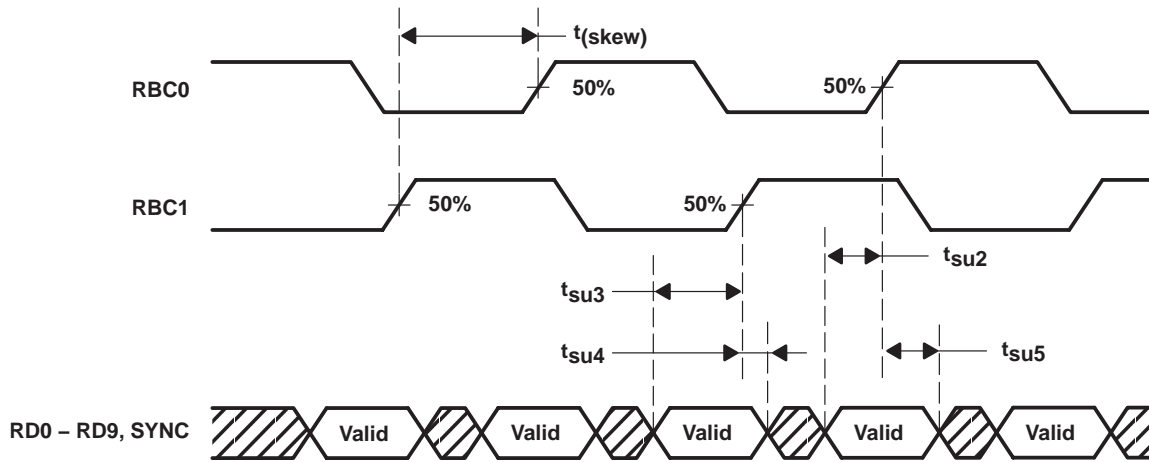 t(skew)
RBC0
50%
50%
RBC1
50%
50%
tsu2
tsu3
tsu4
tsu5
RD0 – RD9, SYNC
Valid
Valid
Valid
Valid
Valid